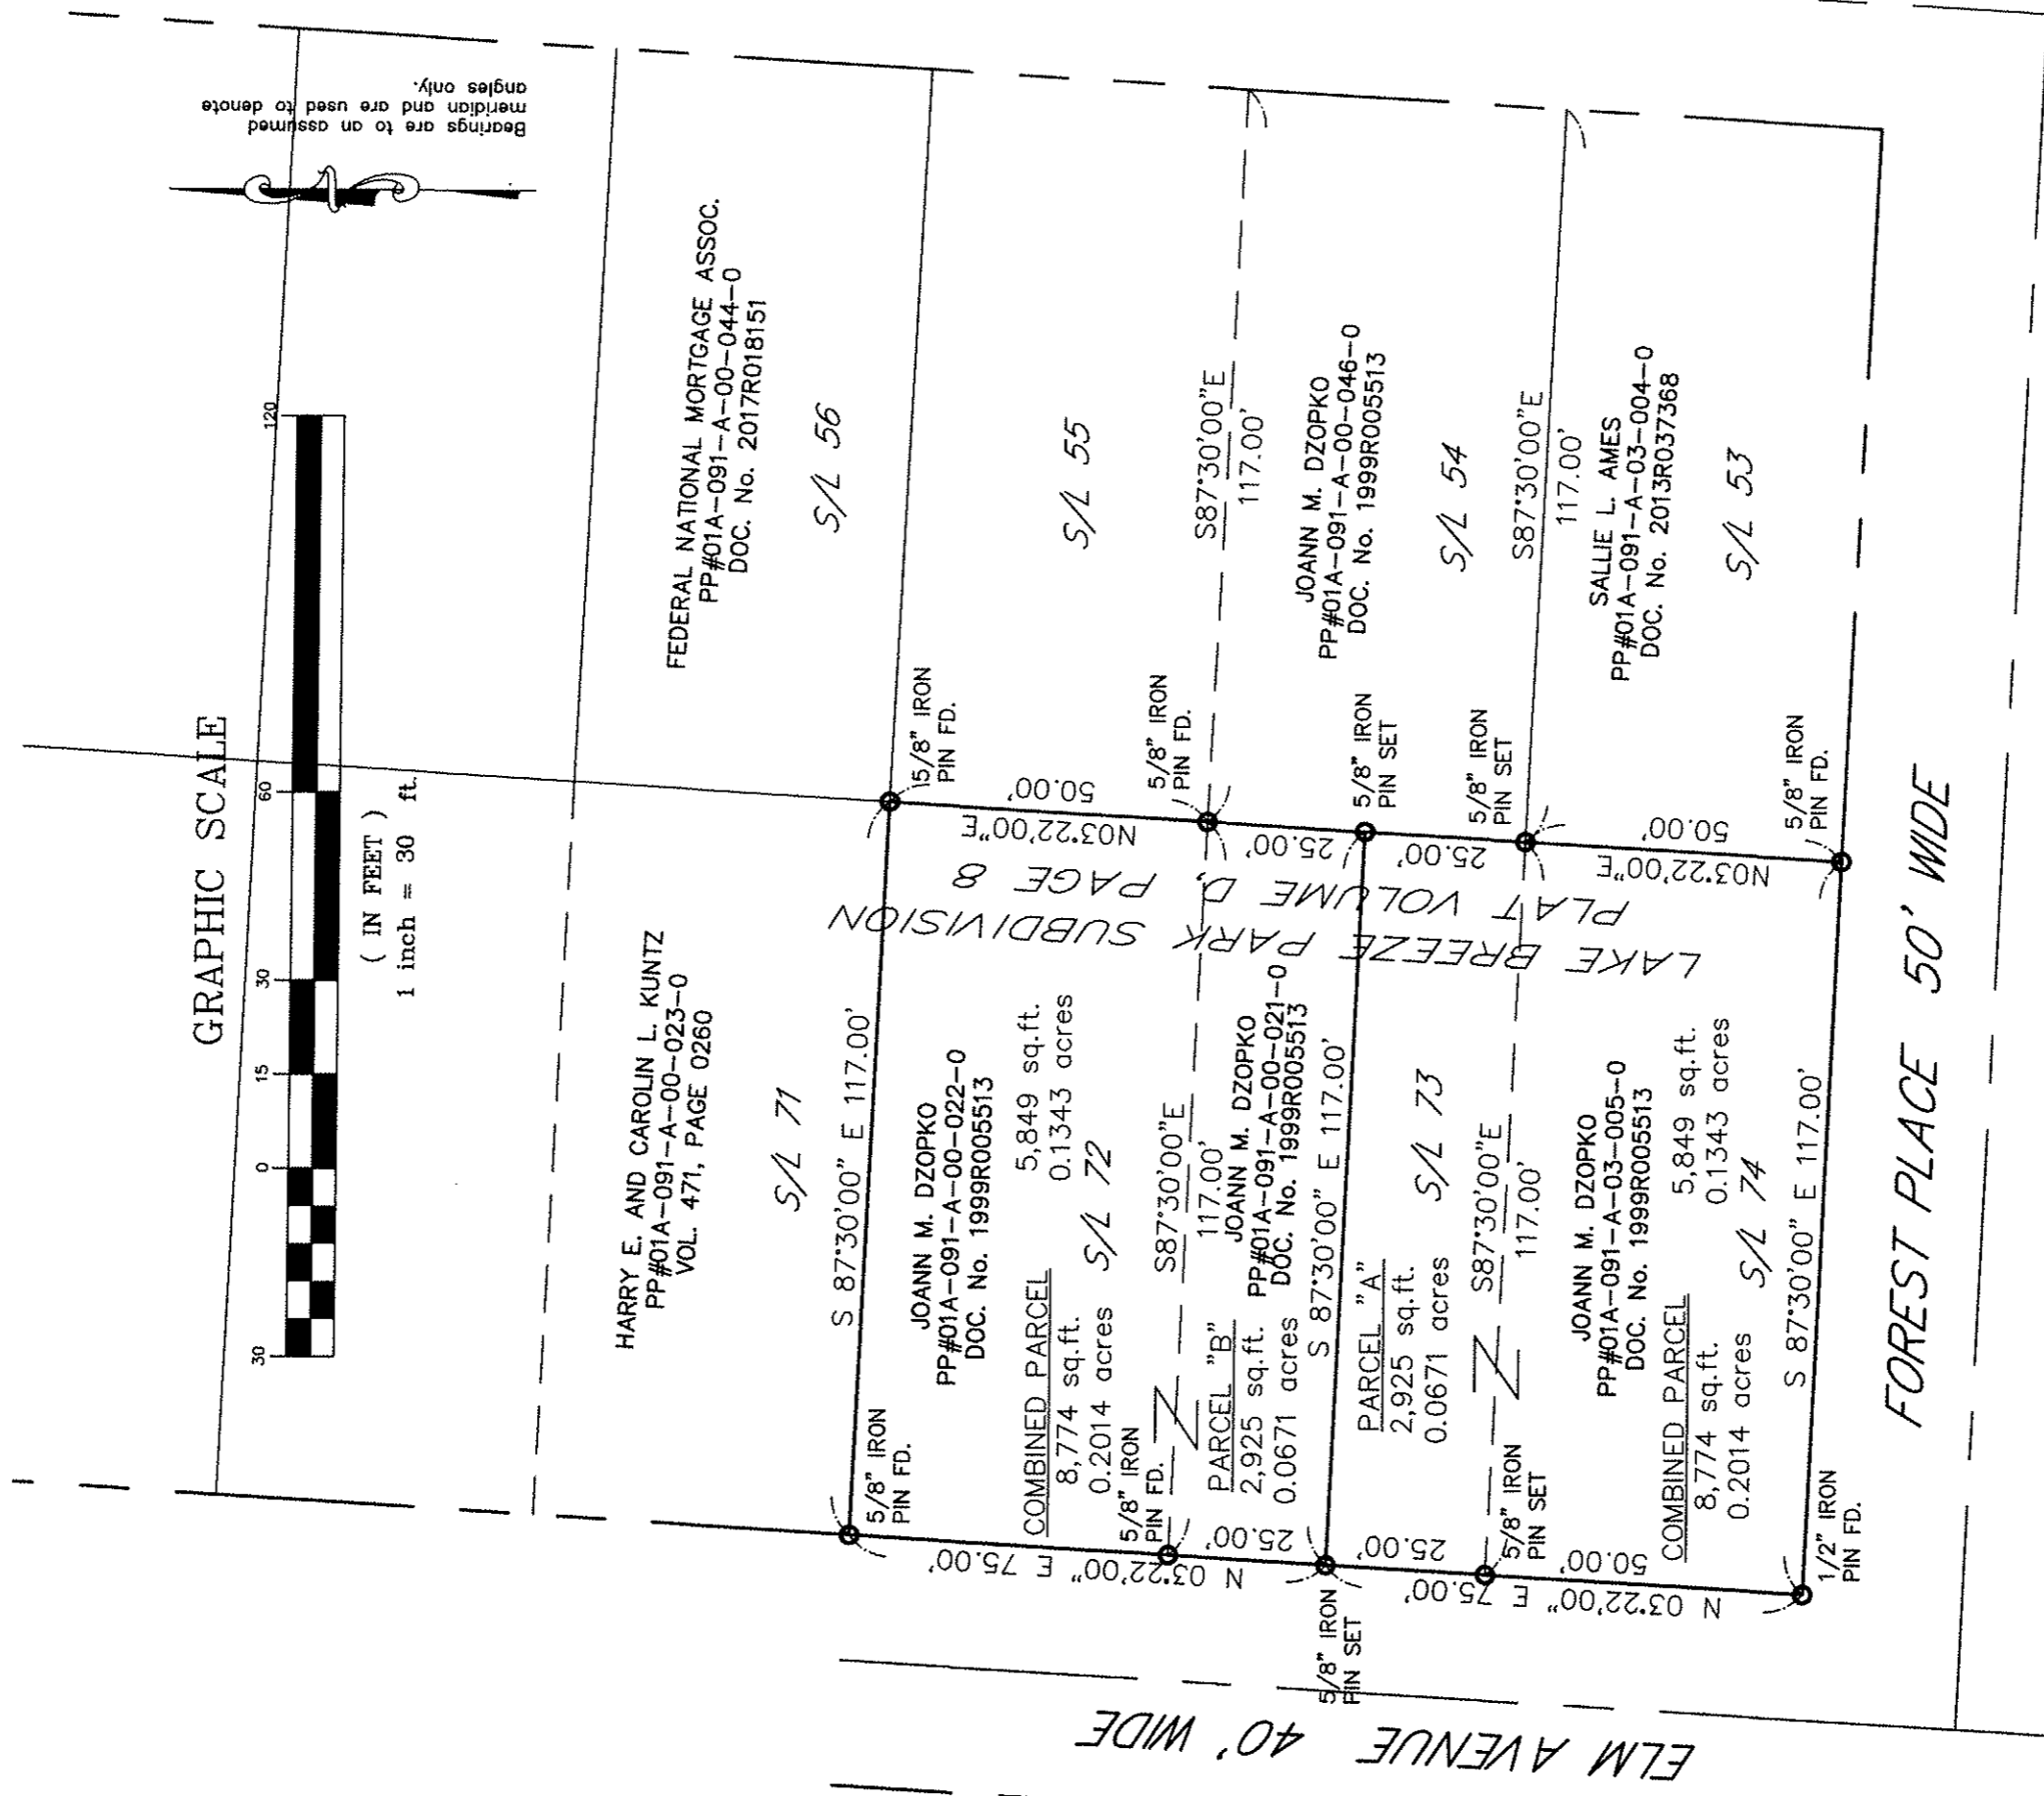 Bearings are to an assumed
meridian and are used to denote
angles only.
GRAPHIC SCALE
30
0
15
30
60
120
( IN FEET )
1 inch = 30 ft.
HARRY E. AND CAROLIN L. KUNTZ
PP#01A-091-A-00-023-0
VOL. 471, PAGE 0260
S/L 71
FEDERAL NATIONAL MORTGAGE ASSOC.
PP#01A-091-A-00-044-0
DOC. No. 2017R018151
S/L 56
S 87°30'00" E 117.00'
5/8" IRON
PIN FD.
5/8" IRON
PIN FD.
JOANN M. DZOPKO
PP#01A-091-A-00-022-0
DOC. No. 1999R005513
COMBINED PARCEL
8,774 sq.ft.
0.2014 acres
5,849 sq.ft.
0.1343 acres
S/L 72
N03°22'00"E
50.00'
S/L 55
5/8" IRON
PIN FD.
5/8" IRON
PIN FD.
S87°30'00"E
117.00'
S87°30'00"E
117.00'
N 03°22'00" E 75.00'
25.00'
PARCEL "B"
2,925 sq.ft.
0.0671 acres
JOANN M. DZOPKO
PP#01A-091-A-00-021-0
DOC. No. 1999R005513
25.00'
LAKE BREEZE PARK SUBDIVISION
PLAT VOLUME D, PAGE 8
S 87°30'00" E 117.00'
5/8" IRON
PIN SET
5/8" IRON
PIN SET
JOANN M. DZOPKO
PP#01A-091-A-00-046-0
DOC. No. 1999R005513
S/L 54
PARCEL "A"
2,925 sq.ft.
0.0671 acres
S/L 73
25.00'
25.00'
5/8" IRON
PIN SET
5/8" IRON
PIN SET
S87°30'00"E
117.00'
S87°30'00"E
117.00'
N 03°22'00" E 75.00'
50.00'
JOANN M. DZOPKO
PP#01A-091-A-03-005-0
DOC. No. 1999R005513
COMBINED PARCEL
8,774 sq.ft.
0.2014 acres
5,849 sq.ft.
0.1343 acres
S/L 74
N03°22'00"E
50.00'
SALLIE L. AMES
PP#01A-091-A-03-004-0
DOC. No. 2013R037368
S/L 53
S 87°30'00" E 117.00'
1/2" IRON
PIN FD.
5/8" IRON
PIN FD.
FOREST PLACE 50' WIDE
ELM AVENUE 40' WIDE